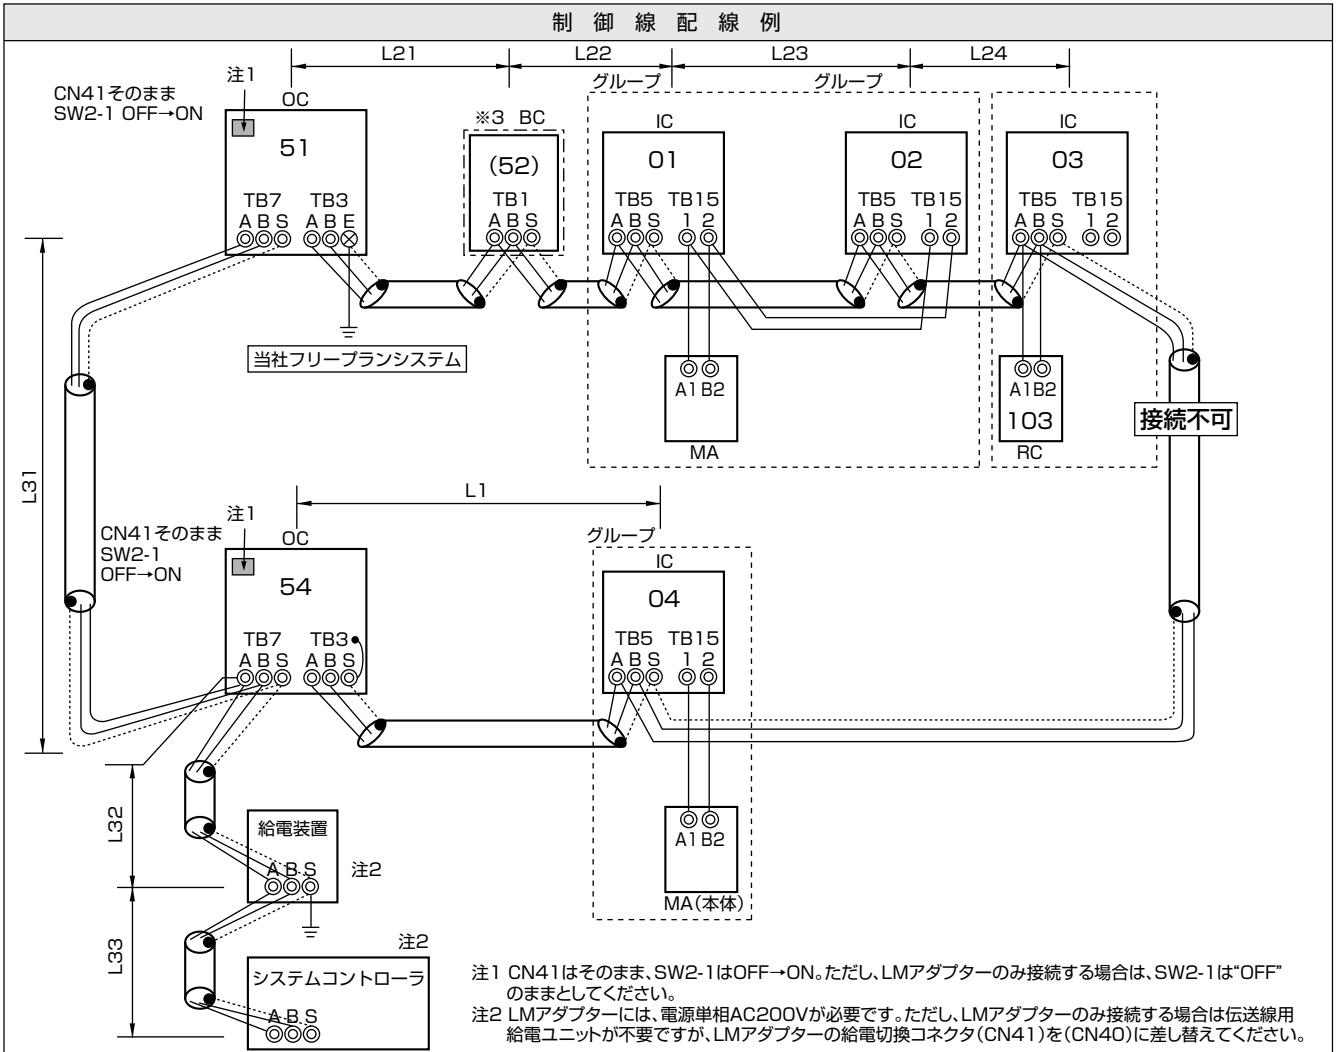 制御線配線例
L21
L22
L23
L24
CN41そのまま
SW2-1 OFF→ON
注1
OC
51
TB7
TB3
A B S
A B E
当社フリープランシステム
※3 BC
(52)
TB1
A B S
グループ
グループ
IC
01
TB5
TB15
A B S
1 2
IC
02
TB5
TB15
A B S
1 2
IC
03
TB5
TB15
A B S
1 2
A1 B2
MA
A1 B2
103
RC
接続不可
L31
L1
CN41そのまま
SW2-1
OFF→ON
注1
OC
54
TB7
TB3
A B S
A B S
グループ
IC
04
TB5
TB15
A B S
1 2
A1 B2
MA(本体)
L32
給電装置
A B S
注2
L33
注2
システムコントローラ
A B S
注1 CN41はそのまま、SW2-1はOFF→ON。ただし、LMアダプターのみ接続する場合は、SW2-1は“OFF”
のままとしてください。
注2 LMアダプターには、電源単相AC200Vが必要です。ただし、LMアダプターのみ接続する場合は伝送線用
給電ユニットが不要ですが、LMアダプターの給電切換コネクタ(CN41)を(CN40)に差し替えてください。